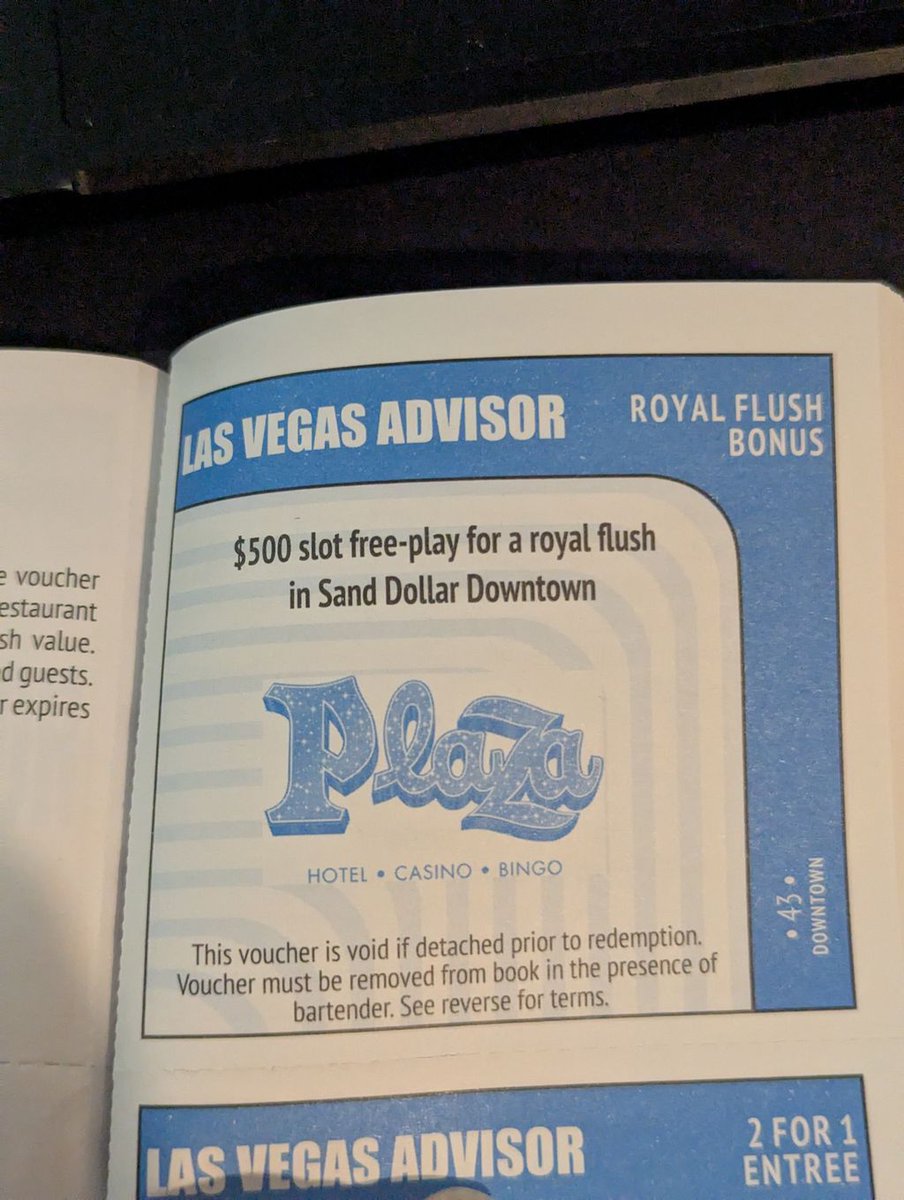 e voucher
estaurant
sh value.
d guests.
r expires
LAS VEGAS ADVISOR
ROYAL FLUSH
BONUS
$500 slot free-play for a royal flush
in Sand Dollar Downtown
Plaza
HOTEL • CASINO • BINGO
This voucher is void if detached prior to redemption.
Voucher must be removed from book in the presence of
bartender. See reverse for terms.
• 43 •
DOWNTOWN
LAS VEGAS ADVISOR
2 FOR 1
ENTREE